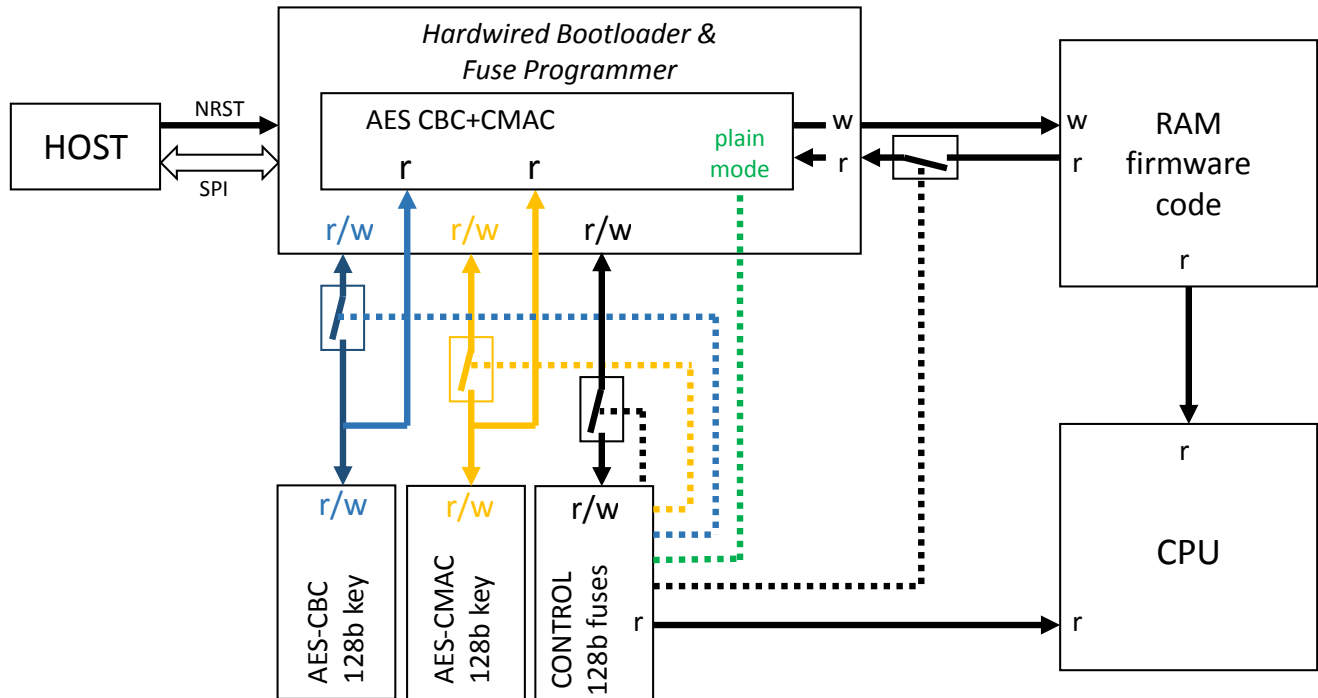 Hardwired Bootloader &
Fuse Programmer
HOST
NRST
SPI
AES CBC+CMAC
plain
mode
r
r
w
r
w
r
RAM
firmware
code
r
r/w
r/w
r/w
r/w
r/w
r/w
AES-CBC
128b key
AES-CMAC
128b key
CONTROL
128b fuses
r
r
CPU
r